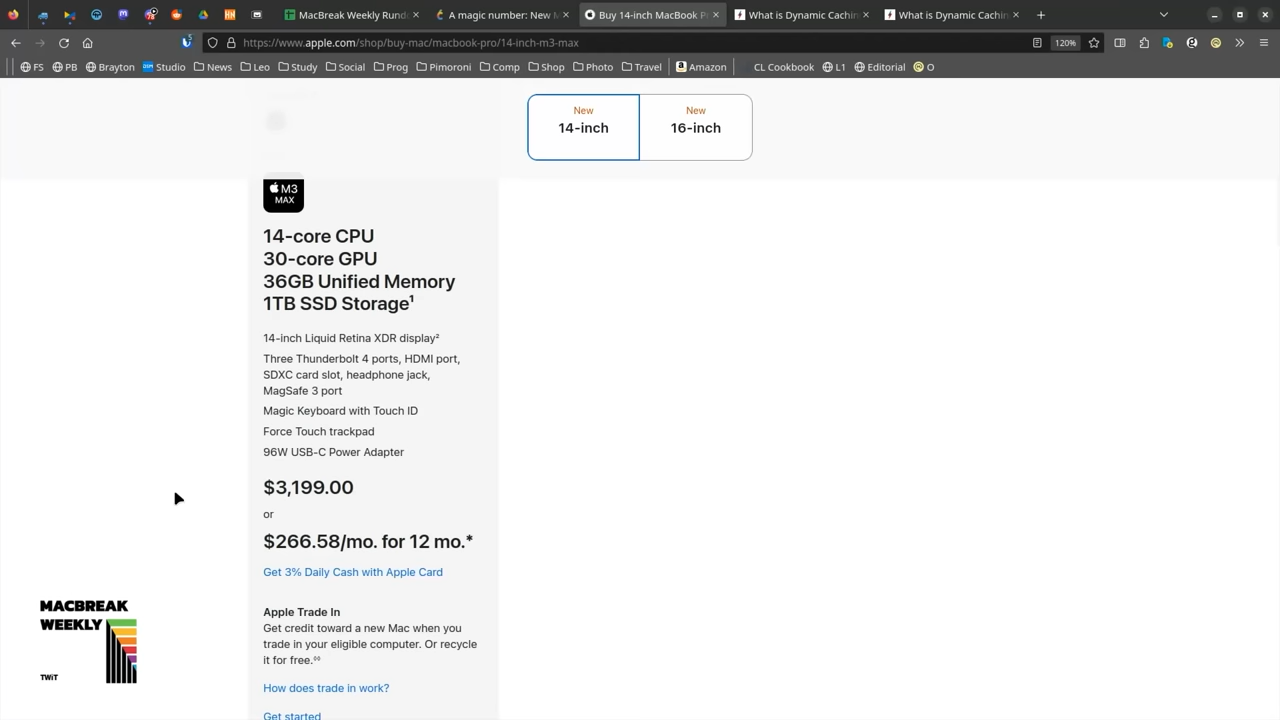 MacBreak Weekly Rund
A magic number: New M
Buy 14-inch MacBook P
What is Dynamic Cachin
What is Dynamic Cachin
https://www.apple.com/shop/buy-mac/macbook-pro/14-inch-m3-max
120%
FS PB Brayton Studio News Leo Study Social Prog Pimoroni Comp Shop Photo Travel Amazon CL Cookbook L1 Editorial O
New
14-inch
New
16-inch
M3
MAX
14-core CPU
30-core GPU
36GB Unified Memory
1TB SSD Storage¹
14-inch Liquid Retina XDR display²
Three Thunderbolt 4 ports, HDMI port,
SDXC card slot, headphone jack,
MagSafe 3 port
Magic Keyboard with Touch ID
Force Touch trackpad
96W USB-C Power Adapter
$3,199.00
or
$266.58/mo. for 12 mo.*
Get 3% Daily Cash with Apple Card
Apple Trade In
Get credit toward a new Mac when you
trade in your eligible computer. Or recycle
it for free.◊◊
How does trade in work?
Get started
MACBREAK
WEEKLY
TWiT